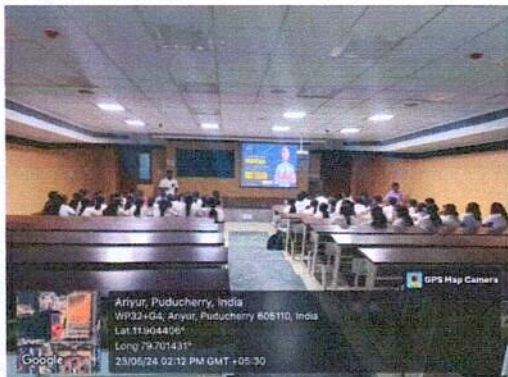 GPS Map Camera
Ariyur, Puducherry, India
WP33+G4, Ariyur, Puducherry 605110, India
Lat 11.904406°
Long 79.701431°
23/05/24 02:12 PM GMT +05:30
Google